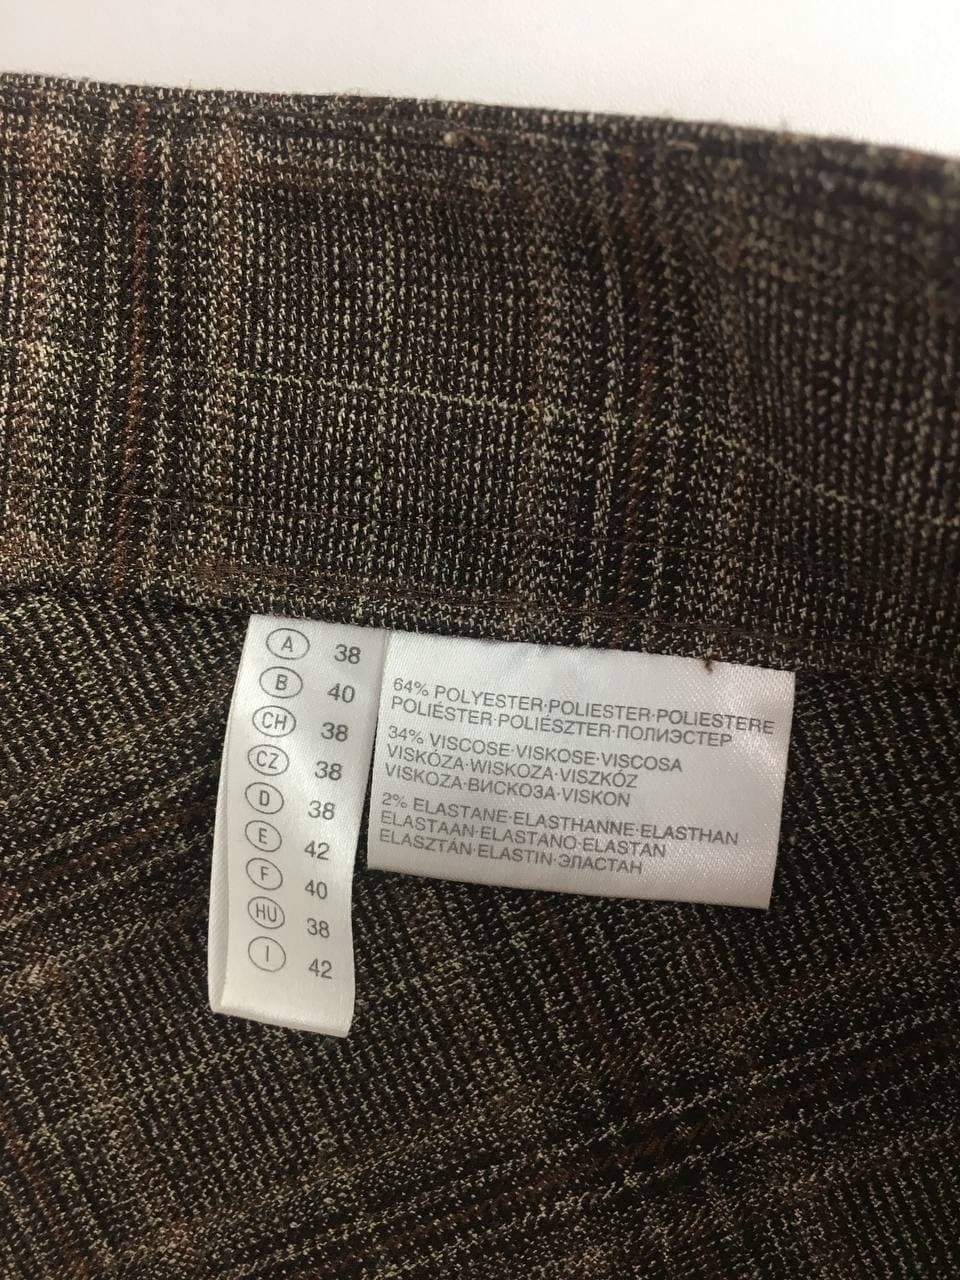 A 38
B 40
CH 38
CZ 38
D 38
E 42
F 40
HU 38
I 42
64% POLYESTER·POLIESTER·POLIESTERE
POLIÉSTER·POLIÉSZTER·ПОЛИЭСТЕР
34% VISCOSE·VISKOSE·VISCOSA
VISKÓZA·WISKOZA·VISZKÓZ
VISKOZA·ВИСКОЗА·VISKON
2% ELASTANE·ELASTHANNE·ELASTHAN
ELASTAAN·ELASTANO·ELASTAN
ELASZTÁN·ELASTIN·ЭЛАСТАН